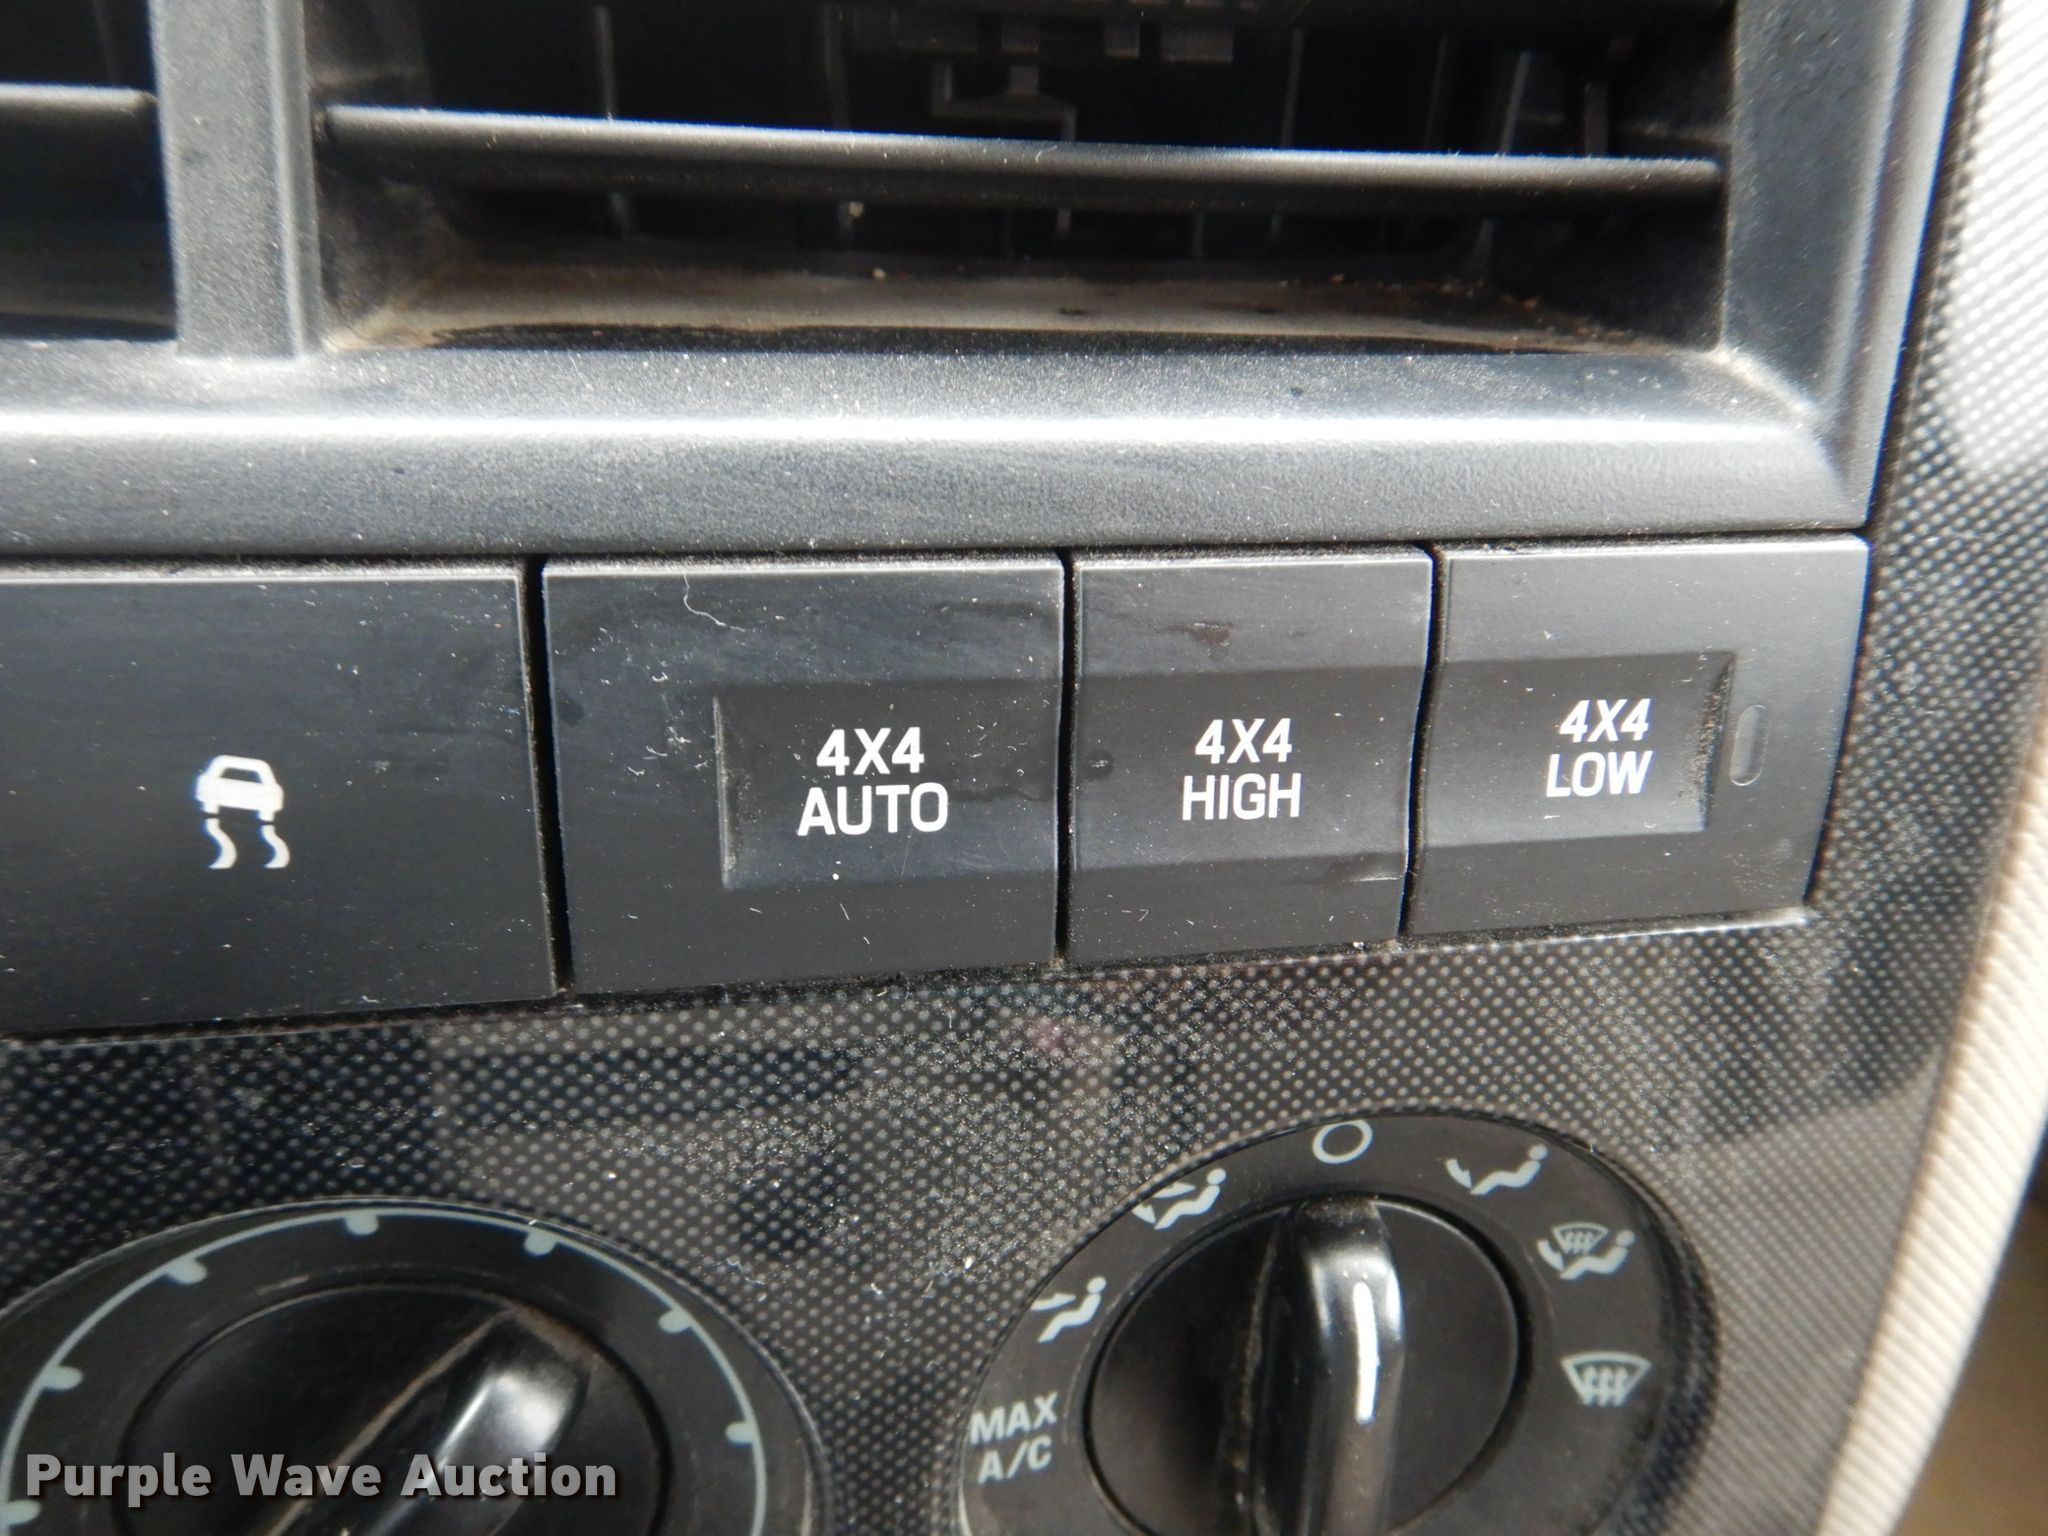 4X4
AUTO
4X4
HIGH
4X4
LOW
MAX
A/C
Purple Wave Auction